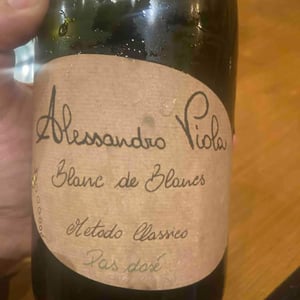 Alessandro Viola
Blanc de Blancs
Metodo Classico
Pas dosé